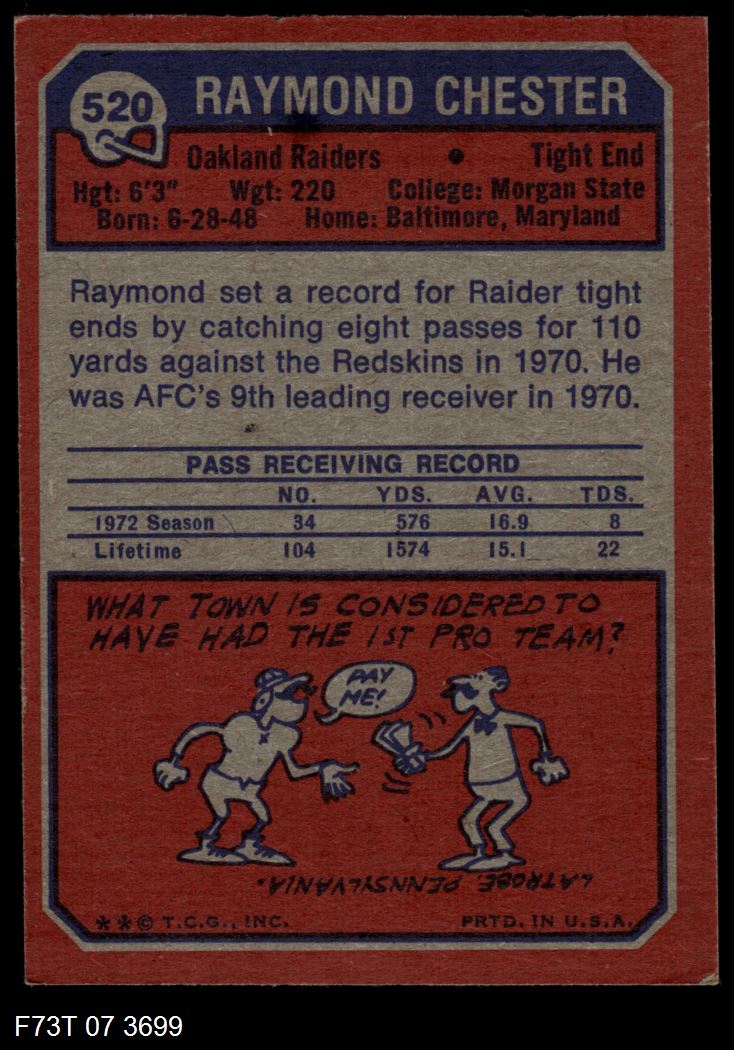 520
RAYMOND CHESTER
Oakland Raiders • Tight End
Hgt: 6'3" Wgt: 220 College: Morgan State
Born: 6-28-48 Home: Baltimore, Maryland
Raymond set a record for Raider tight
ends by catching eight passes for 110
yards against the Redskins in 1970. He
was AFC's 9th leading receiver in 1970.
PASS RECEIVING RECORD
NO. YDS. AVG. TDS.
1972 Season 34 576 16.9 8
Lifetime 104 1574 15.1 22
WHAT TOWN IS CONSIDERED TO
HAVE HAD THE 1ST PRO TEAM?
PAY
ME!
LATROBE, PENNSYLVANIA.
**© T.C.G., INC. PRTD. IN U.S.A.
F73T 07 3699